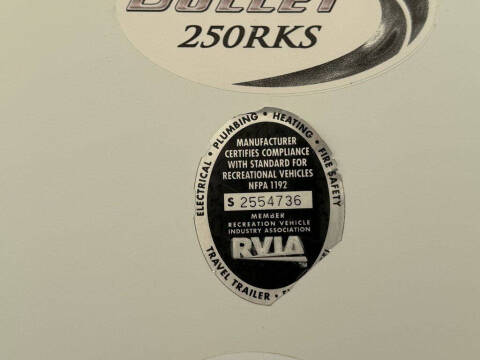 Bullet
250RKS
ELECTRICAL • PLUMBING • HEATING • FIRE SAFETY
MANUFACTURER
CERTIFIES COMPLIANCE
WITH STANDARD FOR
RECREATIONAL VEHICLES
NFPA 1192
S 2554736
MEMBER
RECREATION VEHICLE
INDUSTRY ASSOCIATION
RVIA
TRAVEL TRAILER •